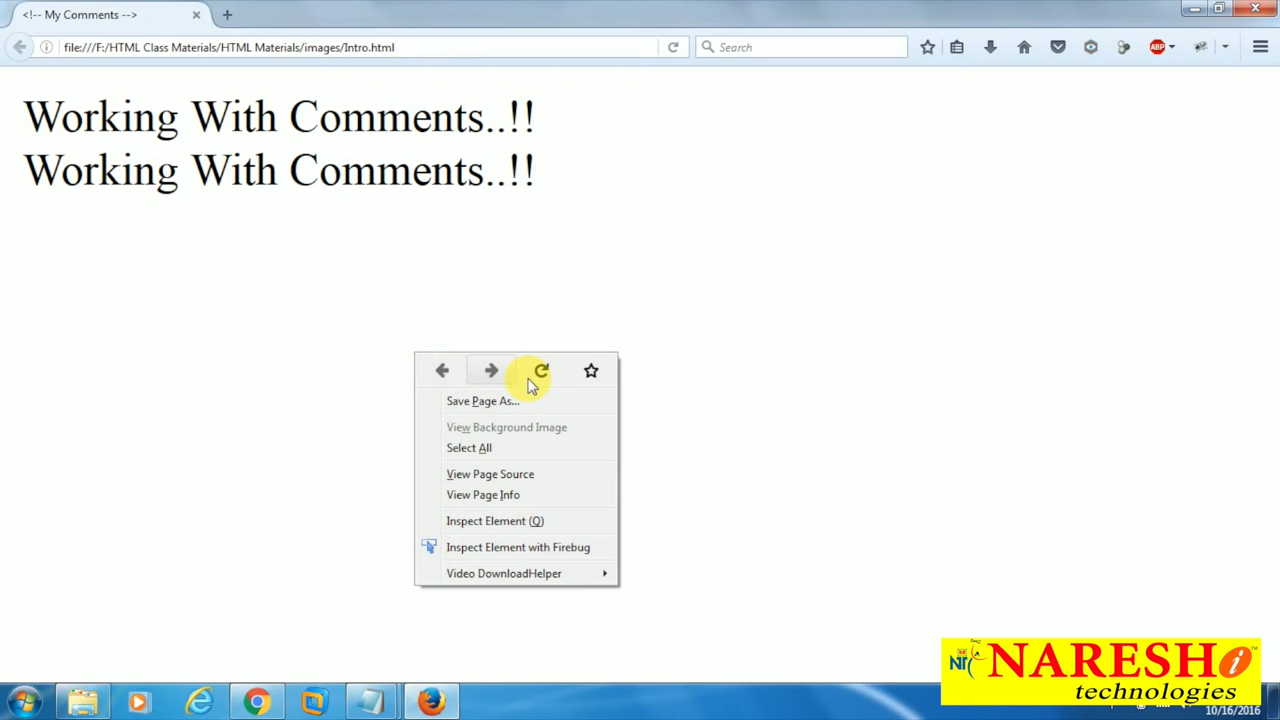 <!-- My Comments -->
file:///F:/HTML Class Materials/HTML Materials/images/Intro.html
Search
ABP
Working With Comments..!!
Working With Comments..!!
Save Page As...
View Background Image
Select All
View Page Source
View Page Info
Inspect Element (Q)
Inspect Element with Firebug
Video DownloadHelper
NARESH i
technologies
10/16/2016